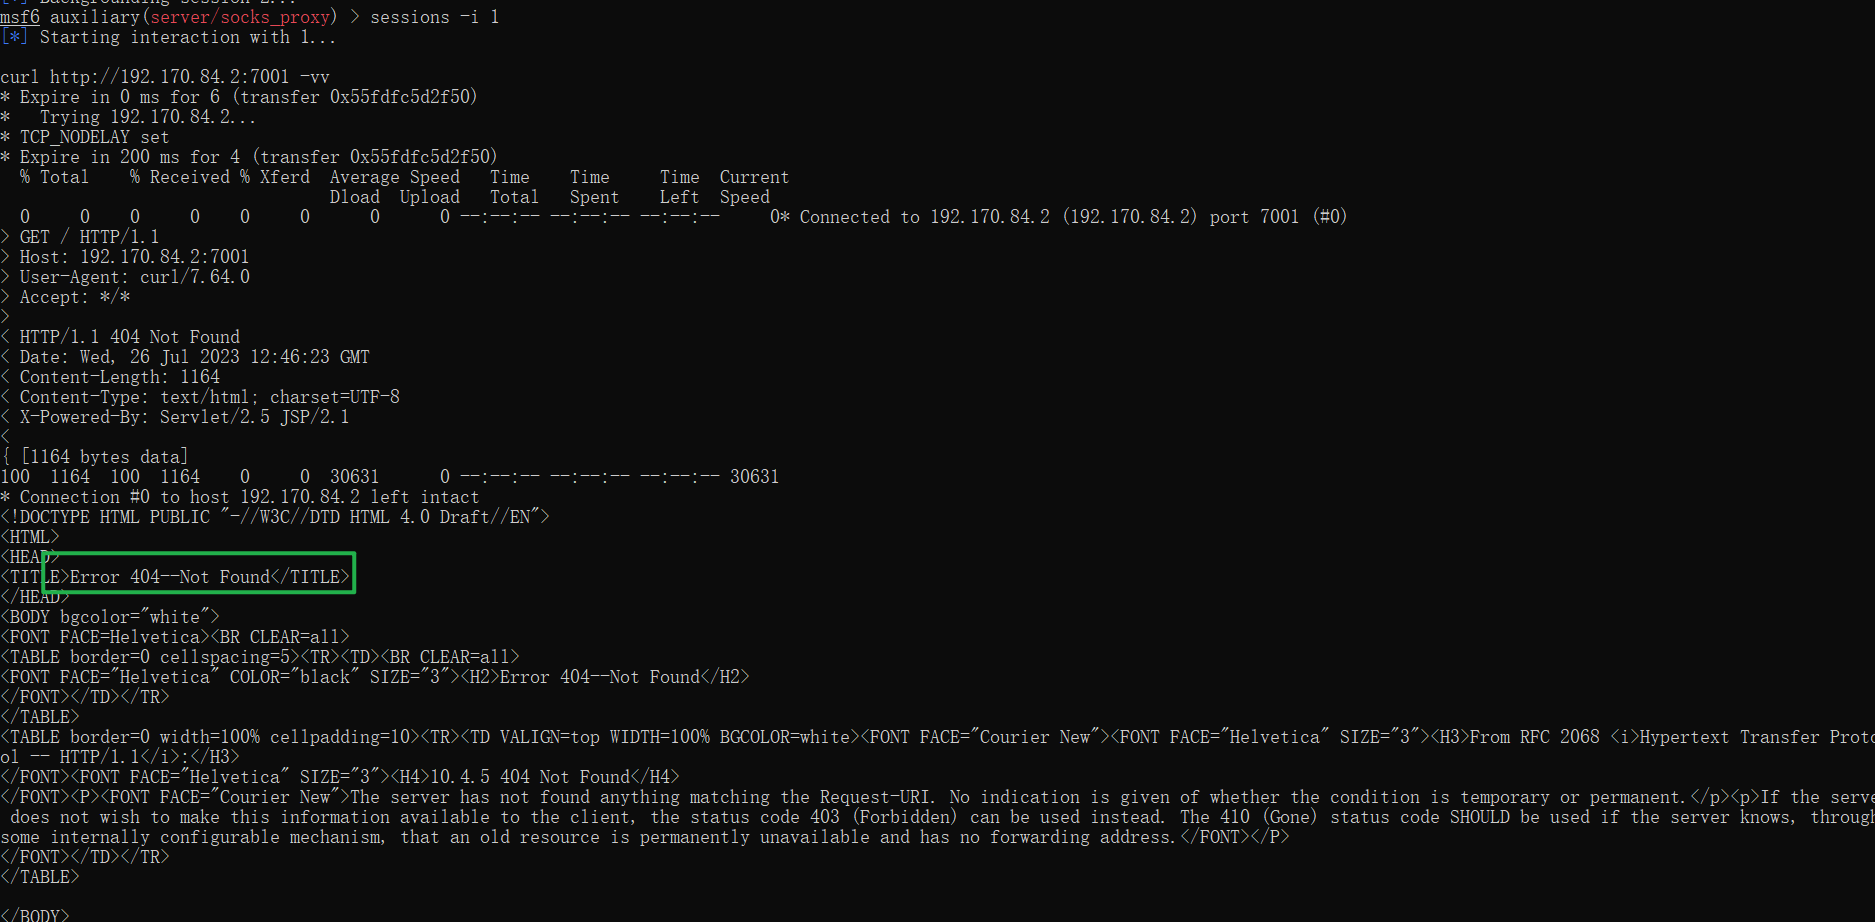 msf6 auxiliary(server/socks_proxy) > sessions -i 1
[*] Starting interaction with 1...
curl http://192.170.84.2:7001 -vv
* Expire in 0 ms for 6 (transfer 0x55fdfc5d2f50)
*   Trying 192.170.84.2...
* TCP_NODELAY set
* Expire in 200 ms for 4 (transfer 0x55fdfc5d2f50)
  % Total    % Received % Xferd  Average Speed   Time    Time     Time  Current
                                 Dload  Upload   Total   Spent    Left  Speed
  0     0    0     0    0     0      0      0 --:--:-- --:--:-- --:--:--     0* Connected to 192.170.84.2 (192.170.84.2) port 7001 (#0)
> GET / HTTP/1.1
> Host: 192.170.84.2:7001
> User-Agent: curl/7.64.0
> Accept: */*
>
< HTTP/1.1 404 Not Found
< Date: Wed, 26 Jul 2023 12:46:23 GMT
< Content-Length: 1164
< Content-Type: text/html; charset=UTF-8
< X-Powered-By: Servlet/2.5 JSP/2.1
<
{ [1164 bytes data]
100  1164  100  1164    0     0  30631      0 --:--:-- --:--:-- --:--:-- 30631
* Connection #0 to host 192.170.84.2 left intact
<!DOCTYPE HTML PUBLIC "-//W3C//DTD HTML 4.0 Draft//EN">
<HTML>
<HEAD>
<TITLE>Error 404--Not Found</TITLE>
</HEAD>
<BODY bgcolor="white">
<FONT FACE=Helvetica><BR CLEAR=all>
<TABLE border=0 cellspacing=5><TR><TD><BR CLEAR=all>
<FONT FACE="Helvetica" COLOR="black" SIZE="3"><H2>Error 404--Not Found</H2>
</FONT></TD></TR>
</TABLE>
<TABLE border=0 width=100% cellpadding=10><TR><TD VALIGN=top WIDTH=100% BGCOLOR=white><FONT FACE="Courier New"><FONT FACE="Helvetica" SIZE="3"><H3>From RFC 2068 <i>Hypertext Transfer Proto
ol -- HTTP/1.1</i>:</H3>
</FONT><FONT FACE="Helvetica" SIZE="3"><H4>10.4.5 404 Not Found</H4>
</FONT><P><FONT FACE="Courier New">The server has not found anything matching the Request-URI. No indication is given of whether the condition is temporary or permanent.</p><p>If the serve
 does not wish to make this information available to the client, the status code 403 (Forbidden) can be used instead. The 410 (Gone) status code SHOULD be used if the server knows, through
some internally configurable mechanism, that an old resource is permanently unavailable and has no forwarding address.</FONT></P>
</FONT></TD></TR>
</TABLE>
</BODY>